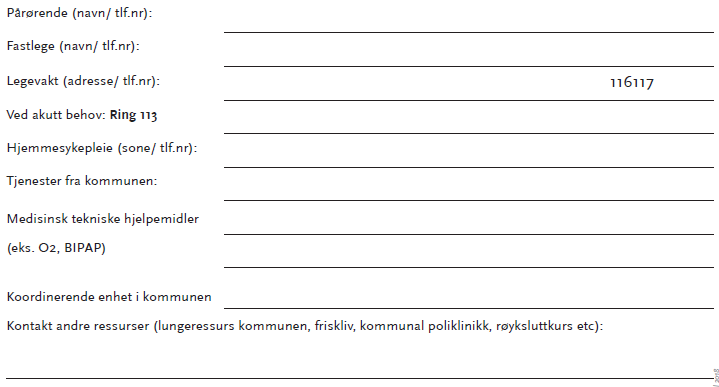 Pårørende (navn/ tlf.nr):
Fastlege (navn/ tlf.nr):
Legevakt (adresse/ tlf.nr): 116117
Ved akutt behov: Ring 113
Hjemmesykepleie (sone/ tlf.nr):
Tjenester fra kommunen:
Medisinsk tekniske hjelpemidler
(eks. O2, BIPAP)
Koordinerende enhet i kommunen
Kontakt andre ressurser (lungeressurs kommunen, friskliv, kommunal poliklinikk, røyksluttkurs etc):